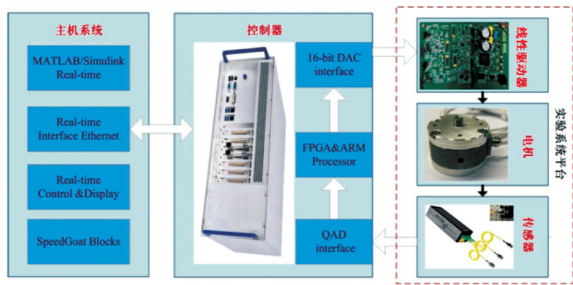 主机系统
MATLAB/Simulink
Real-time
Real-time
Interface Ethernet
Real-time
Control &Display
SpeedGoat Blocks
控制器
16-bit DAC
interface
FPGA&ARM
Processor
QAD
interface
线性驱动器
电机
传感器
实验系统平台